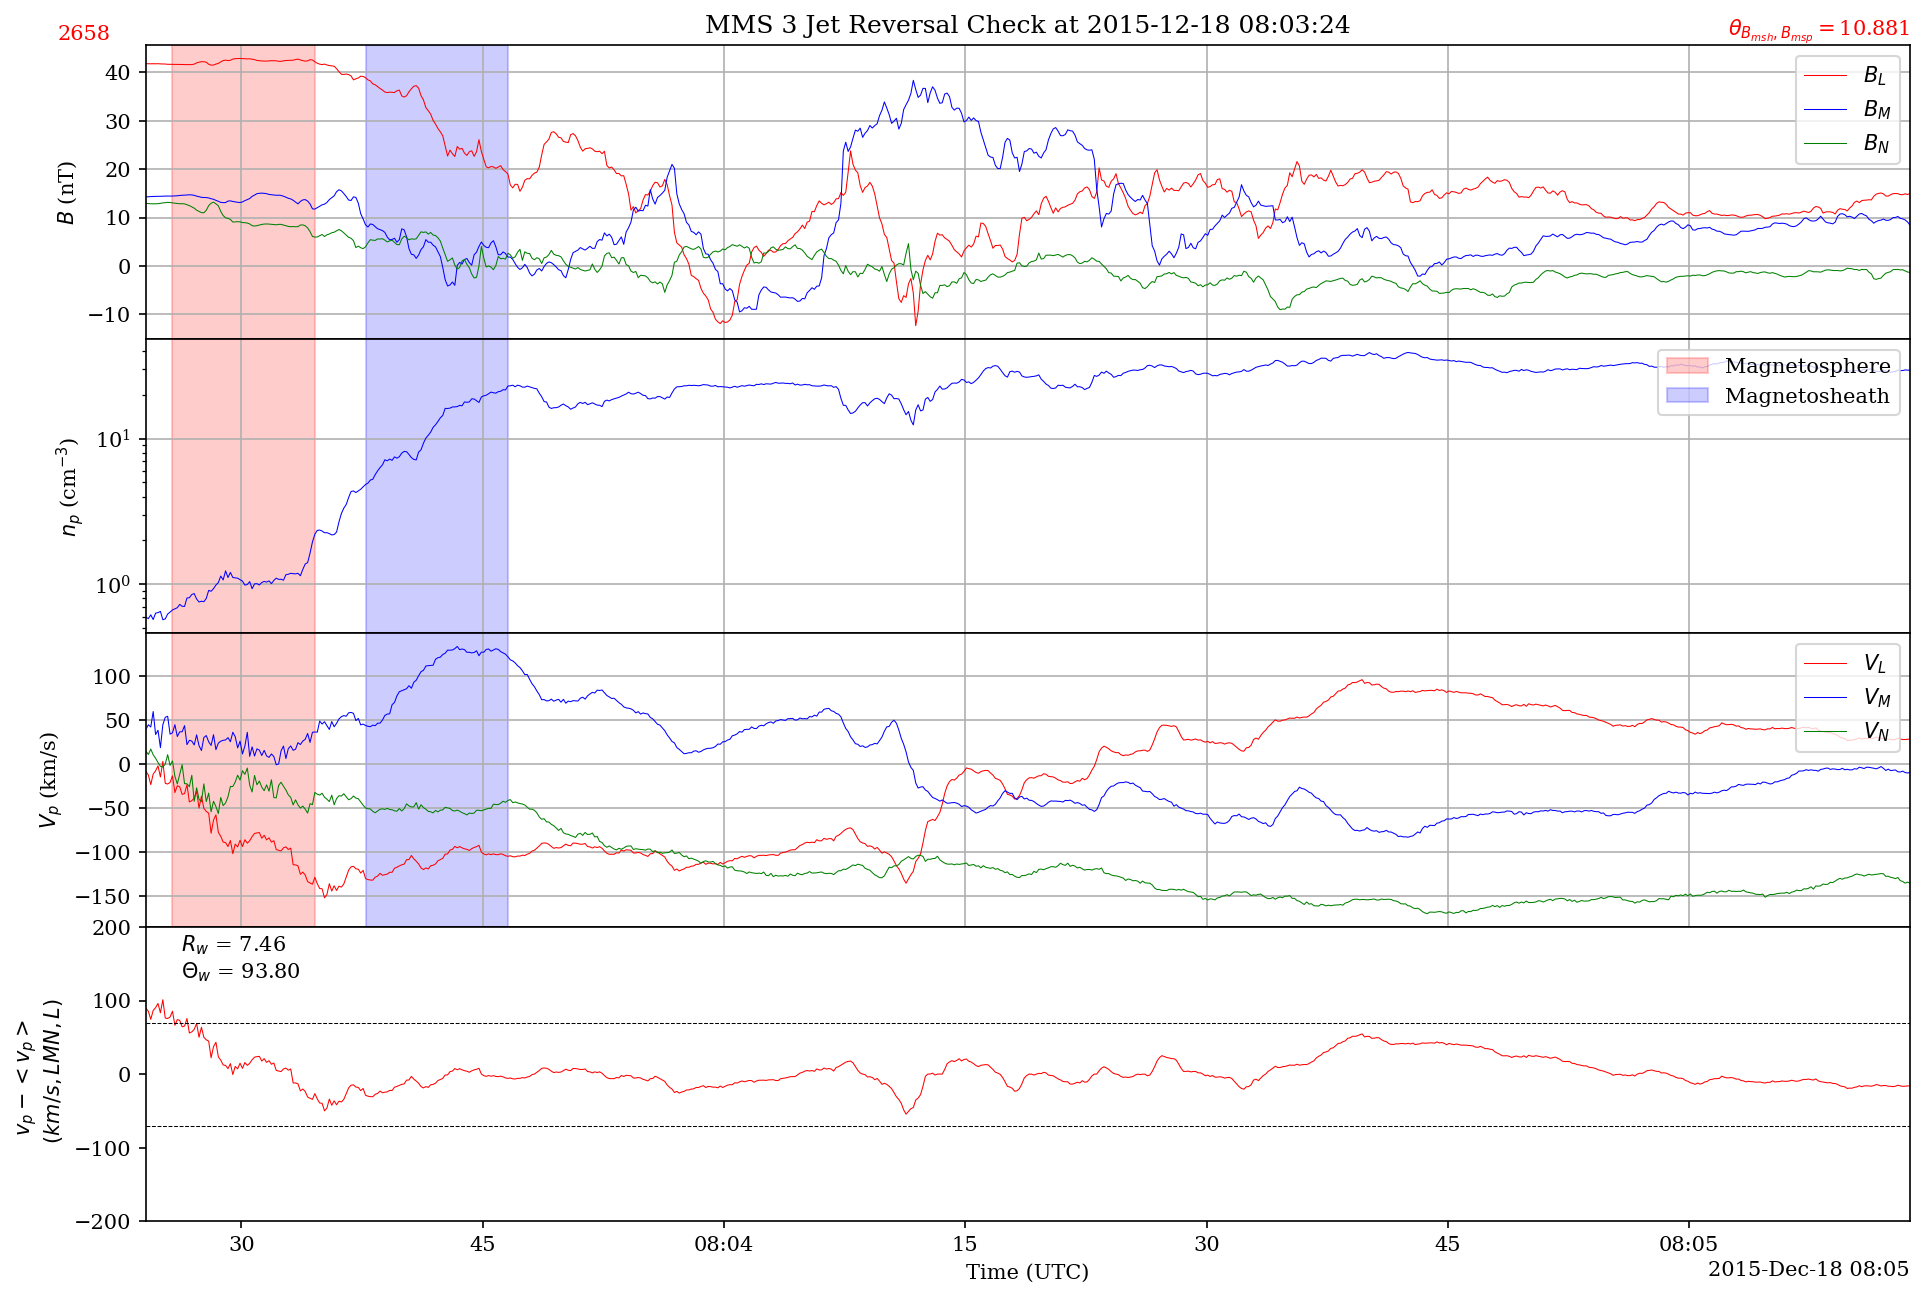 2658
MMS 3 Jet Reversal Check at 2015-12-18 08:03:24
θ_{B_{msh}, B_{msp}} = 10.881
B (nT)
40
30
20
10
0
−10
B_L
B_M
B_N
n_p (cm^{−3})
10^1
10^0
Magnetosphere
Magnetosheath
V_p (km/s)
100
50
0
−50
−100
−150
V_L
V_M
V_N
v_p − < v_p >
(km/s, LMN, L)
200
100
0
−100
−200
R_w = 7.46
Θ_w = 93.80
30 45 08:04 15 30 45 08:05
Time (UTC)
2015-Dec-18 08:05